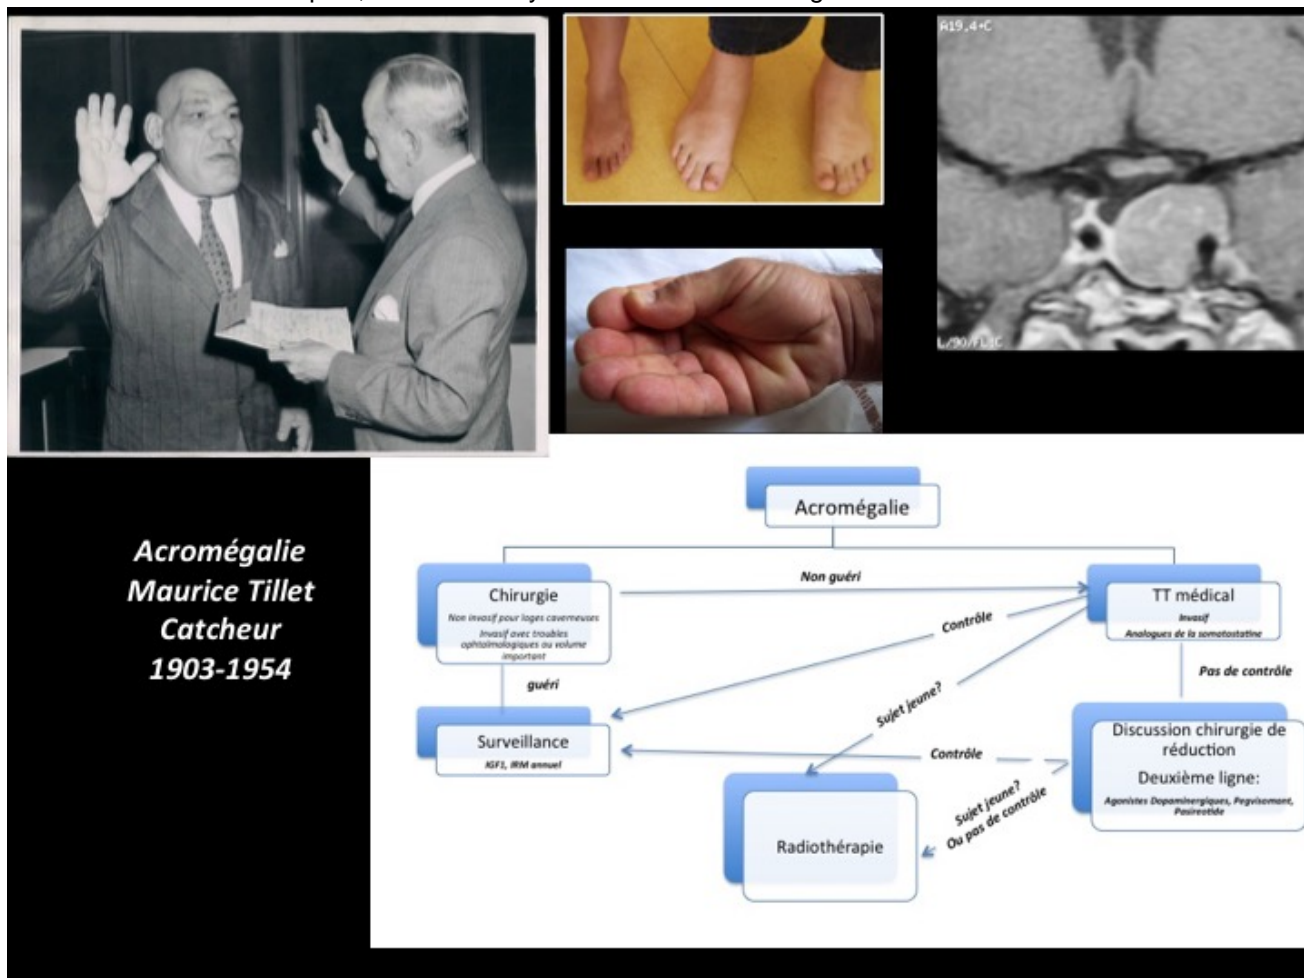 A19,4+C
L/90/FL1C
Acromégalie
Maurice Tillet
Catcheur
1903-1954
Acromégalie
Chirurgie
Non invasif pour loges caverneuses
Invasif avec troubles
ophtalmologiques ou volume
important
Non guéri
TT médical
Invasif
Analogues de la somatostatine
Contrôle
guéri
Pas de contrôle
Sujet jeune?
Surveillance
IGF1, IRM annuel
Contrôle
Discussion chirurgie de
réduction
Deuxième ligne:
Agonistes Dopaminergiques, Pegvisomant,
Pasireotide
Sujet jeune?
Ou pas de contrôle
Radiothérapie